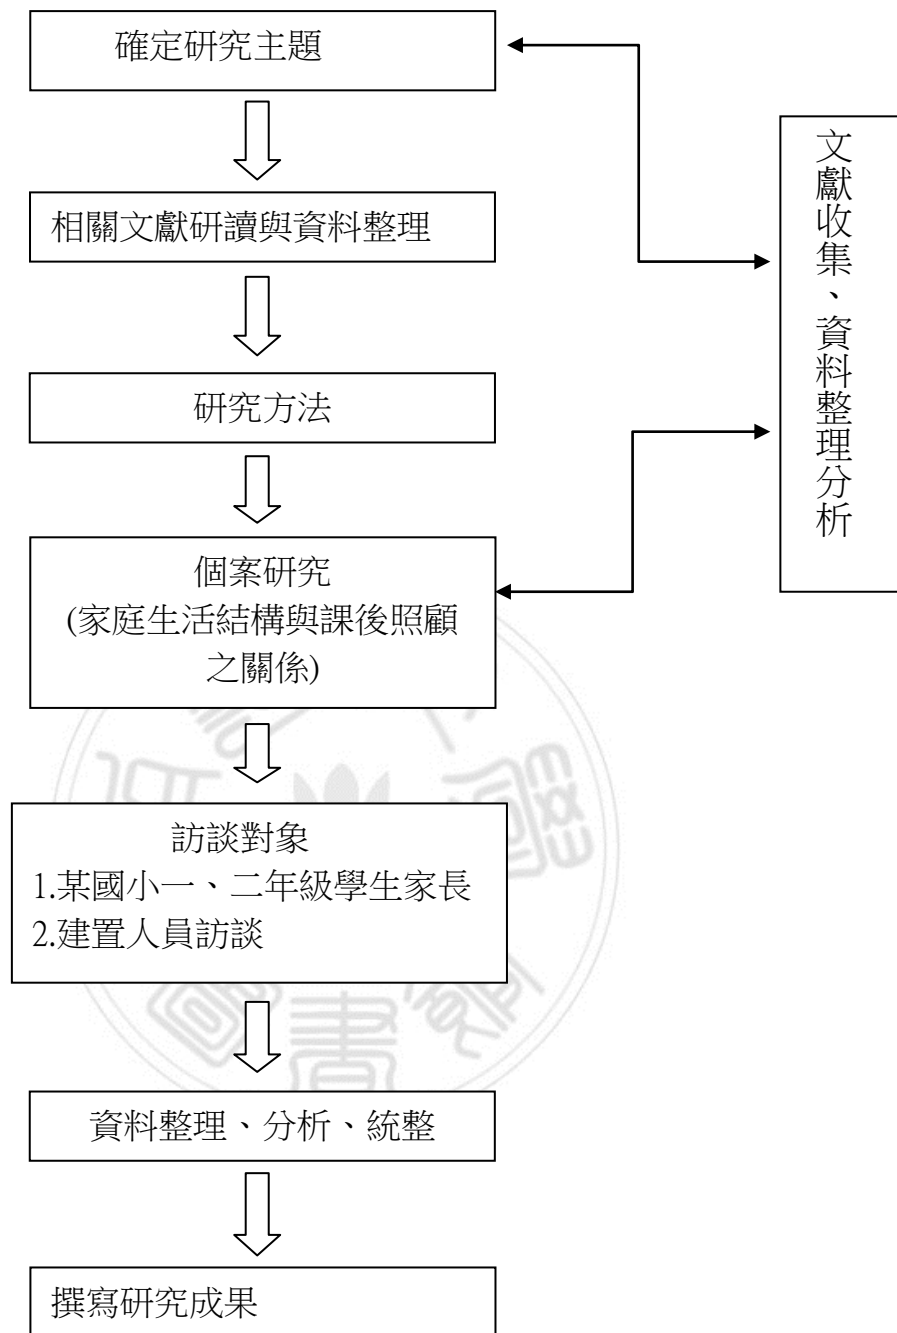 確定研究主題
相關文獻研讀與資料整理
研究方法
個案研究
(家庭生活結構與課後照顧
之關係)
訪談對象
1.某國小一、二年級學生家長
2.建置人員訪談
資料整理、分析、統整
撰寫研究成果
文獻收集、資料整理分析